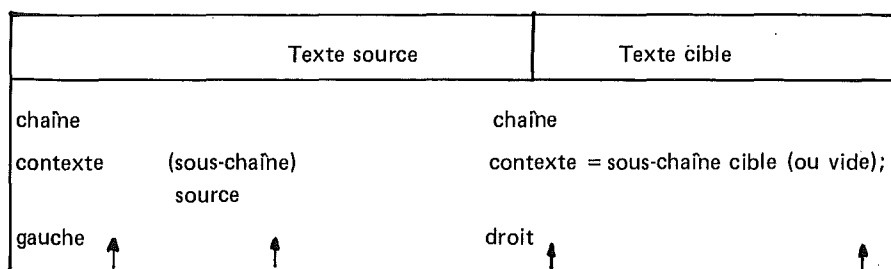 Texte source Texte cible
chaîne chaîne
contexte (sous-chaîne) contexte = sous-chaîne cible (ou vide);
source
gauche droit